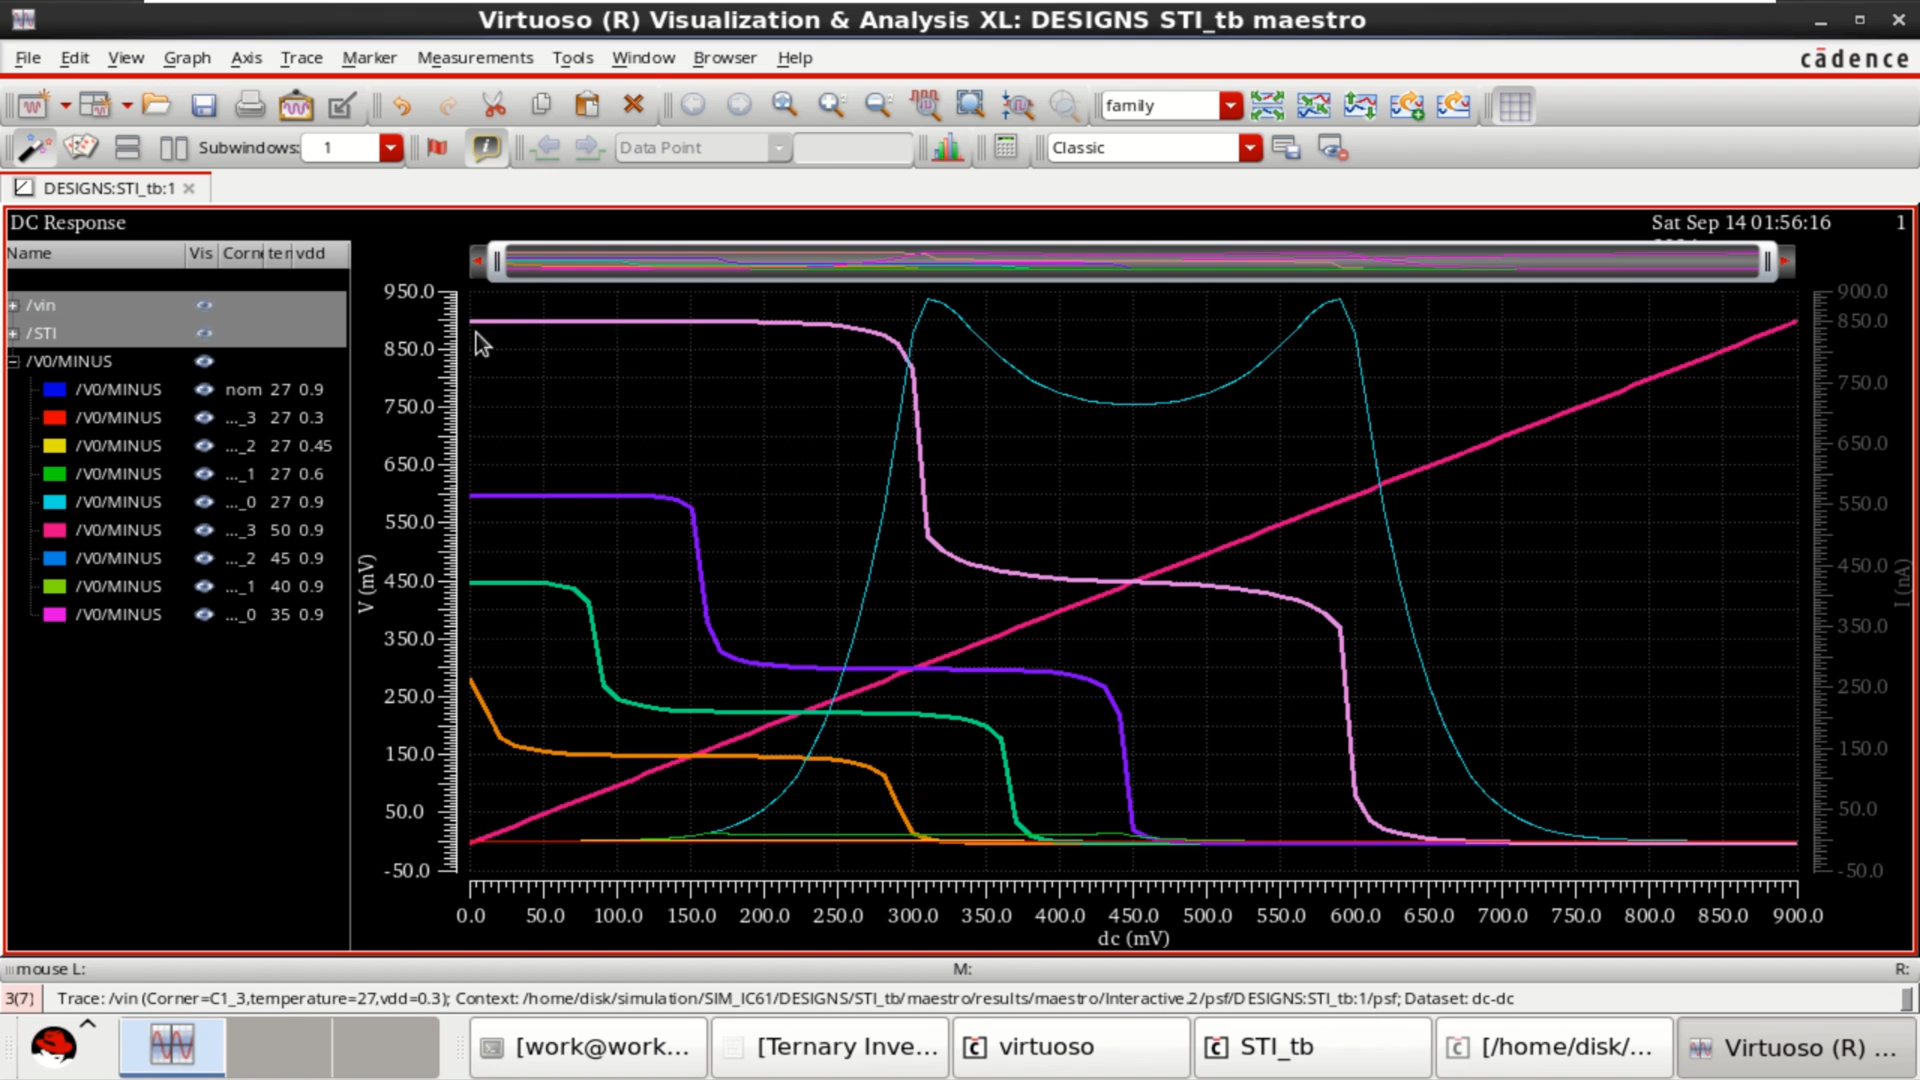 Virtuoso (R) Visualization & Analysis XL: DESIGNS STI_tb maestro
File Edit View Graph Axis Trace Marker Measurements Tools Window Browser Help
cādence
family
Subwindows: 1
Data Point
Classic
DESIGNS:STI_tb:1
DC Response
Sat Sep 14 01:56:16
1
Name Vis Corn ten vdd
/vin
/STI
/V0/MINUS
/V0/MINUS nom 27 0.9
/V0/MINUS ..._3 27 0.3
/V0/MINUS ..._2 27 0.45
/V0/MINUS ..._1 27 0.6
/V0/MINUS ..._0 27 0.9
/V0/MINUS ..._3 50 0.9
/V0/MINUS ..._2 45 0.9
/V0/MINUS ..._1 40 0.9
/V0/MINUS ..._0 35 0.9
V (mV)
950.0
850.0
750.0
650.0
550.0
450.0
350.0
250.0
150.0
50.0
-50.0
900.0
850.0
750.0
650.0
550.0
450.0
350.0
250.0
150.0
50.0
-50.0
I (nA)
0.0 50.0 100.0 150.0 200.0 250.0 300.0 350.0 400.0 450.0 500.0 550.0 600.0 650.0 700.0 750.0 800.0 850.0 900.0
dc (mV)
mouse L: M: R:
3(7) Trace: /vin (Corner=C1_3,temperature=27,vdd=0.3); Context: /home/disk/simulation/SIM_IC61/DESIGNS/STI_tb/maestro/results/maestro/Interactive.2/psf/DESIGNS:STI_tb:1/psf; Dataset: dc-dc
[work@work... [Ternary Inve... virtuoso STI_tb [/home/disk/... Virtuoso (R) ...